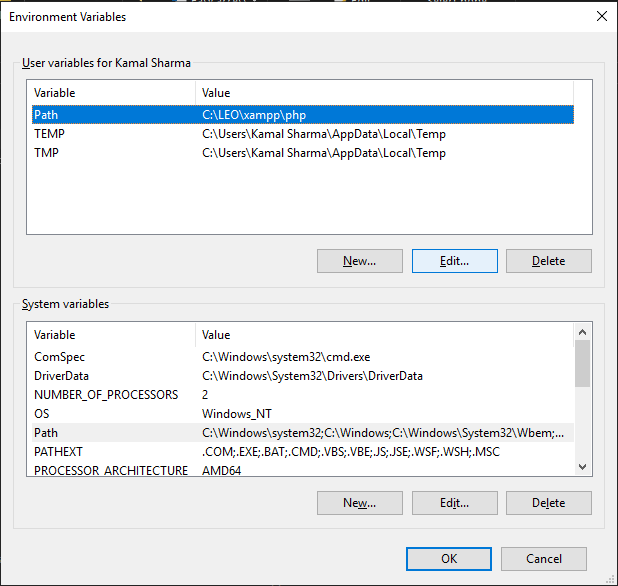 Environment Variables
User variables for Kamal Sharma
Variable Value
Path C:\LEO\xampp\php
TEMP C:\Users\Kamal Sharma\AppData\Local\Temp
TMP C:\Users\Kamal Sharma\AppData\Local\Temp
New... Edit... Delete
System variables
Variable Value
ComSpec C:\Windows\system32\cmd.exe
DriverData C:\Windows\System32\Drivers\DriverData
NUMBER_OF_PROCESSORS 2
OS Windows_NT
Path C:\Windows\system32;C:\Windows;C:\Windows\System32\Wbem;...
PATHEXT .COM;.EXE;.BAT;.CMD;.VBS;.VBE;.JS;.JSE;.WSF;.WSH;.MSC
PROCESSOR_ARCHITECTURE AMD64
New... Edit... Delete
OK Cancel